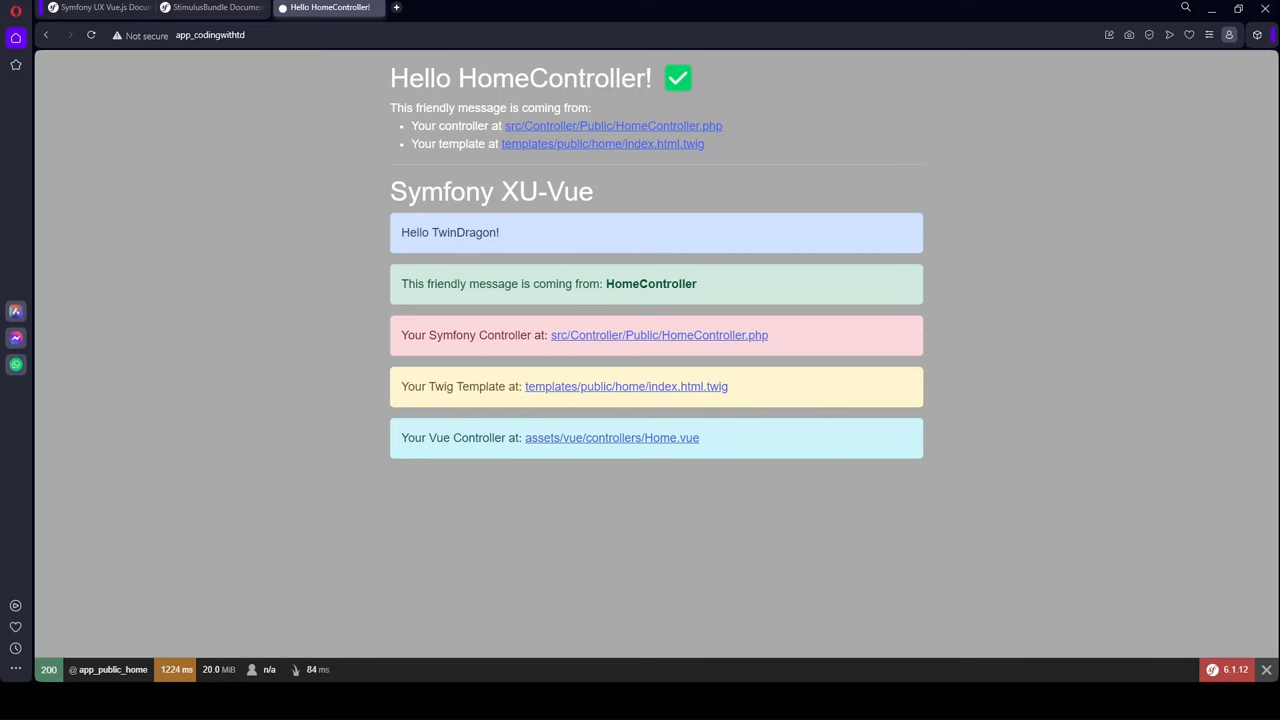 Symfony UX Vue.js Docum
StimulusBundle Documen
Hello HomeController!
Not secure
app_codingwithtd
Hello HomeController! ✅
This friendly message is coming from:
• Your controller at src/Controller/Public/HomeController.php
• Your template at templates/public/home/index.html.twig
Symfony XU-Vue
Hello TwinDragon!
This friendly message is coming from: HomeController
Your Symfony Controller at: src/Controller/Public/HomeController.php
Your Twig Template at: templates/public/home/index.html.twig
Your Vue Controller at: assets/vue/controllers/Home.vue
200 @ app_public_home 1224 ms 20.0 MiB n/a 84 ms sf 6.1.12